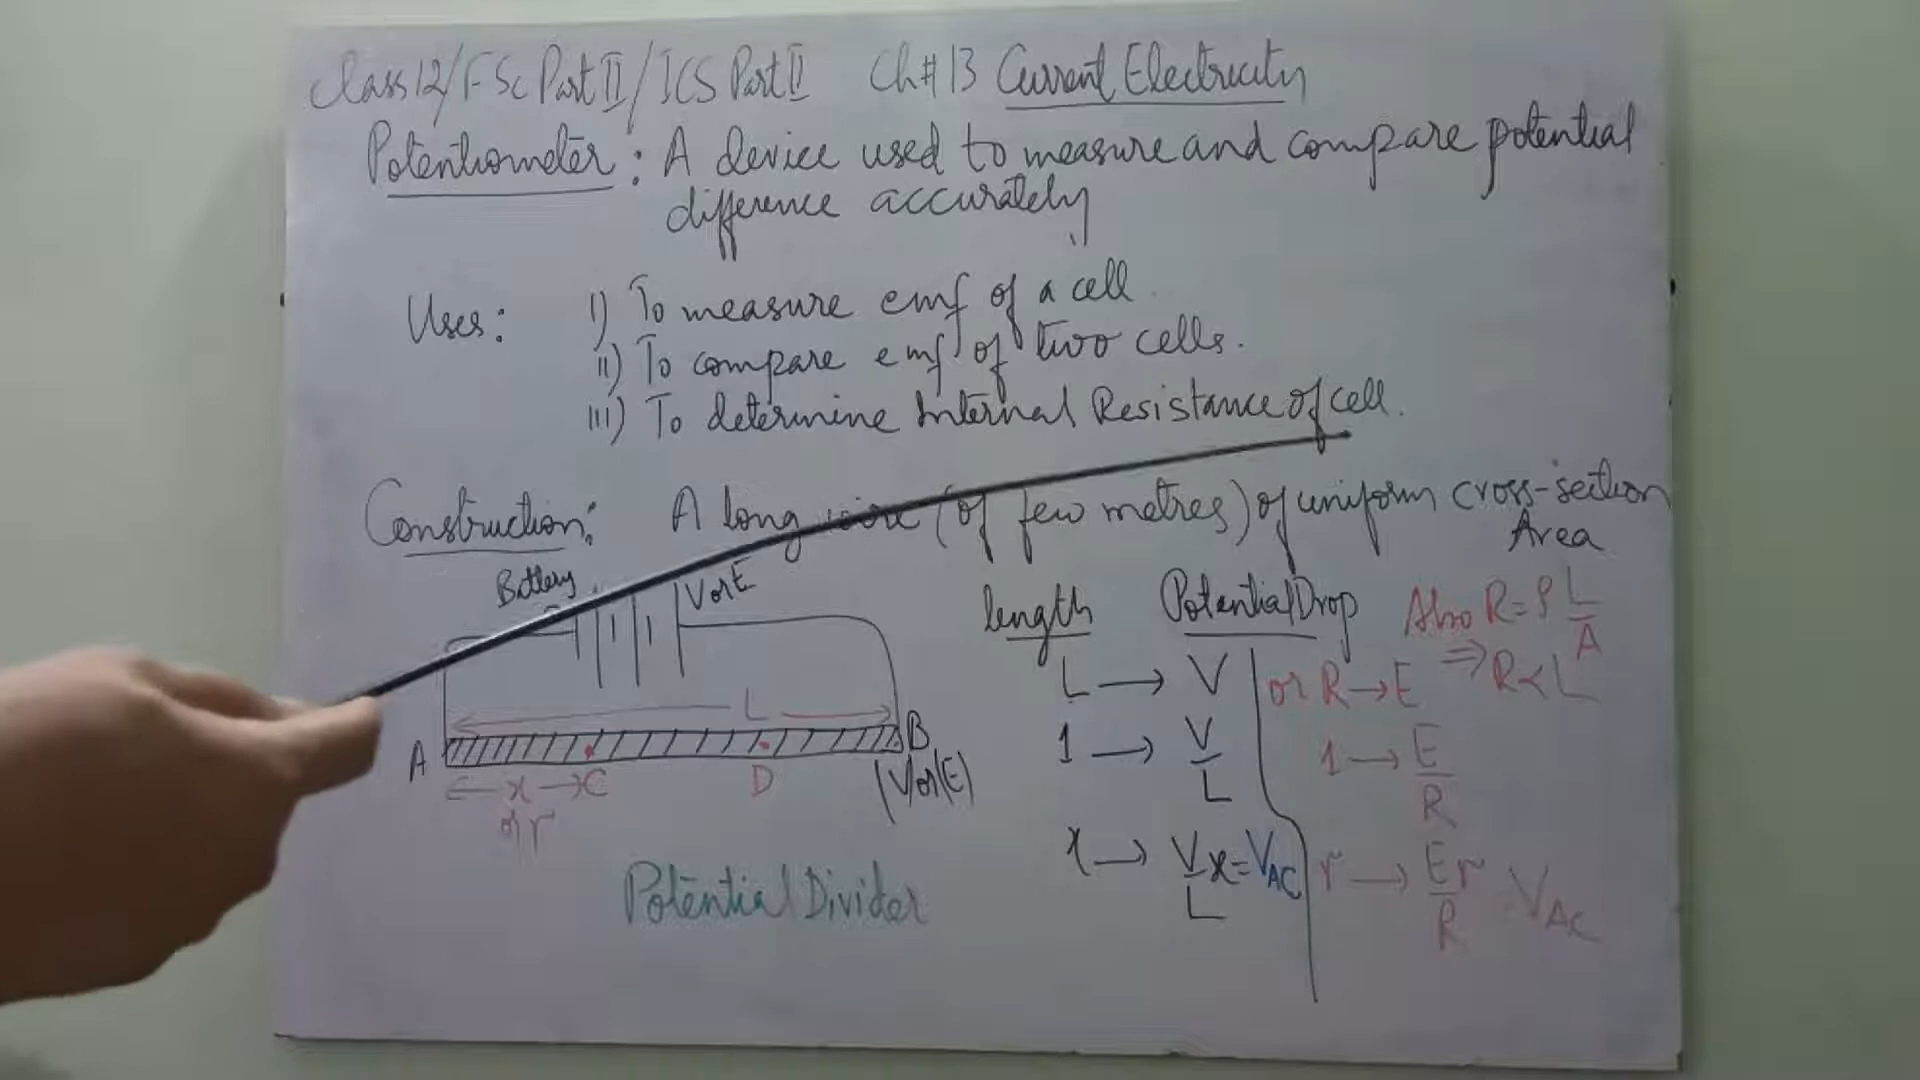 Class 12/F Sc Part II/ICS Part II Ch# 13 Current Electricity
Potentiometer: A device used to measure and compare potential
difference accurately
Uses: I) To measure emf of a cell.
II) To compare emf of two cells.
III) To determine Internal Resistance of cell.
Construction: A long wire (of few metres) of uniform cross-section
Area
Battery V or E
L
A B
x C D (V or (E)
or r
Potential Divider
length Potential Drop Also R = ρ L/A
L → V or R → E ⇒ R ∝ L
1 → V/L 1 → E/R
x → V/L x = VAC r → Er/R = VAC